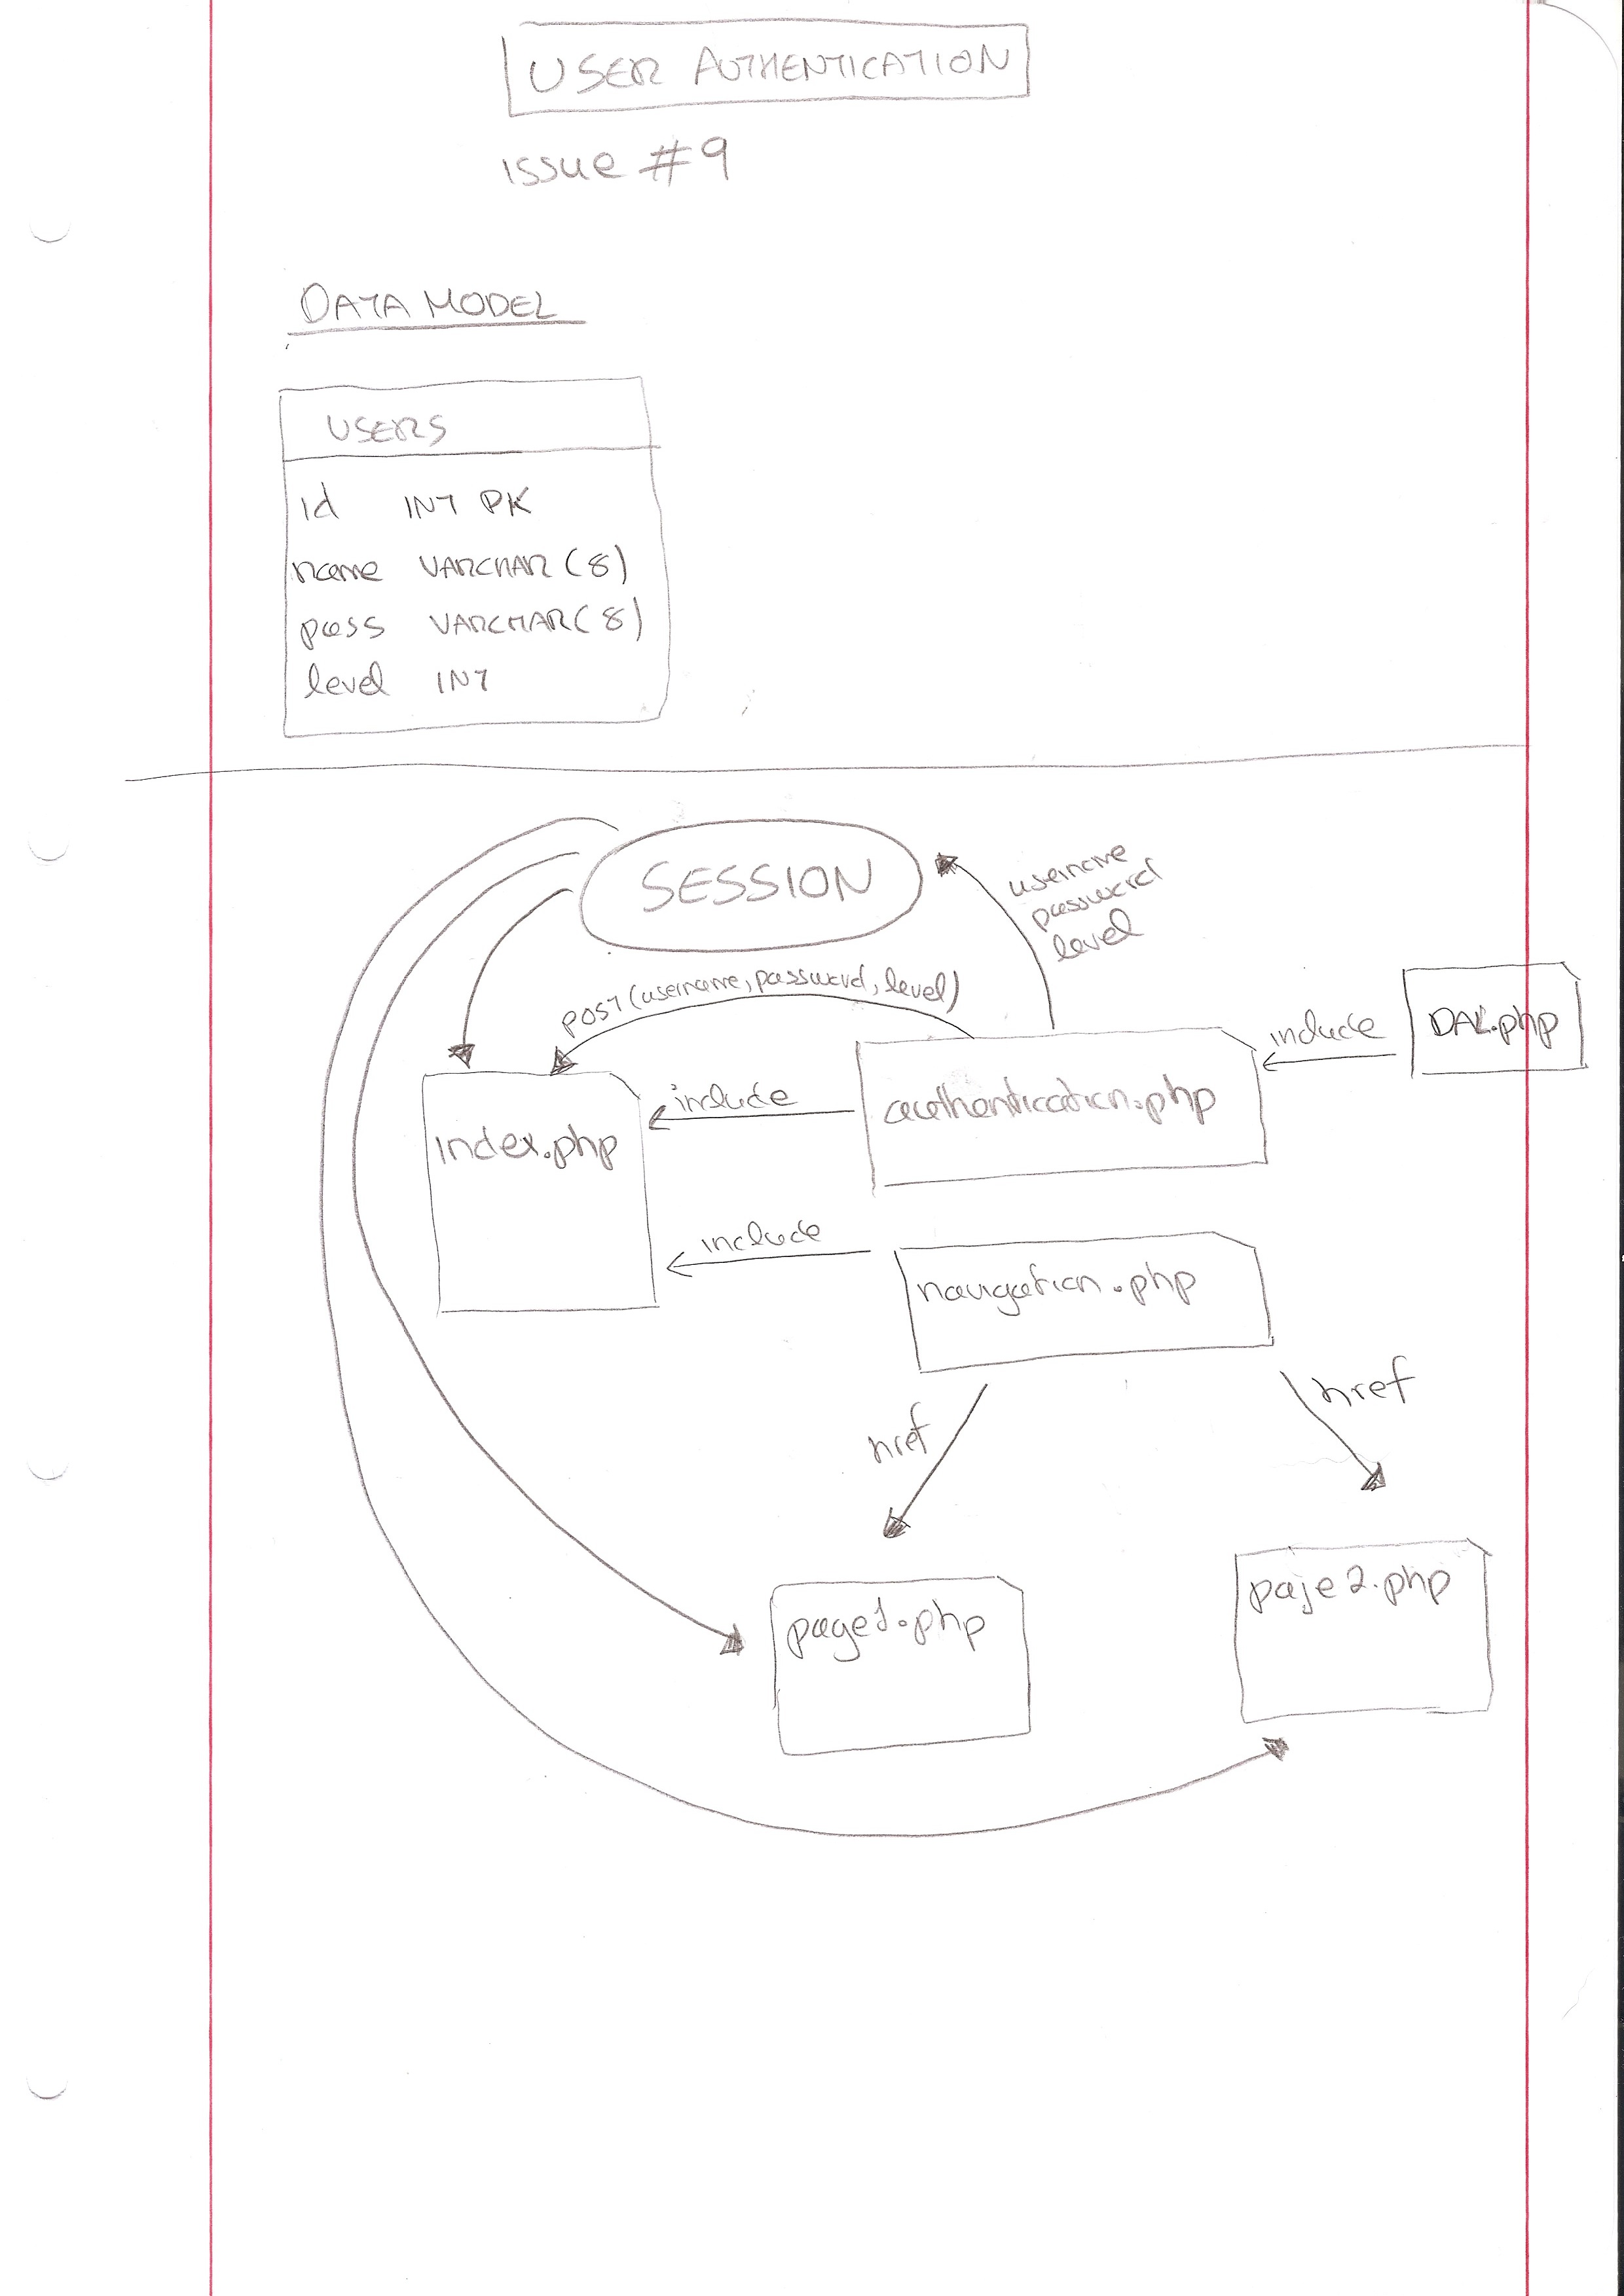 USER AUTHENTICATION
issue #9
DATA MODEL
USERS
id INT PK
name VARCHAR (8)
pass VARCHAR (8)
level INT
SESSION
username
password
level
POST (username, password, level)
include
DAL.php
include
authentication.php
index.php
include
navigation.php
href
href
page1.php
paje2.php